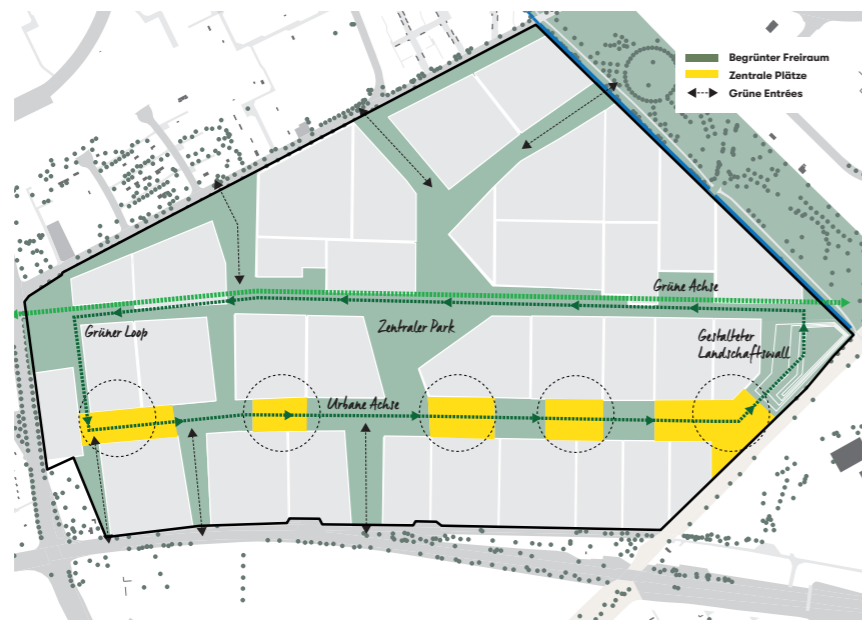 Begrünter Freiraum
Zentrale Plätze
Grüne Entrées
Grüne Achse
Grüner Loop
Zentraler Park
Gestalteter
Landschaftswall
Urbane Achse